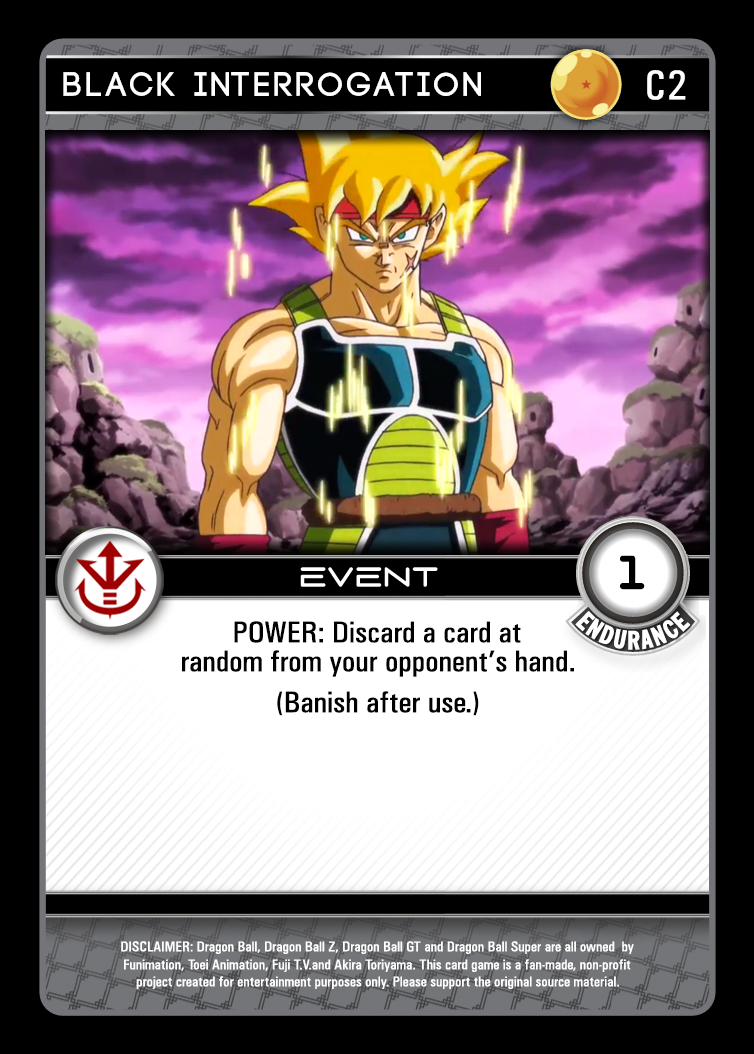 BLACK INTERROGATION
C2
EVENT
1
ENDURANCE
POWER: Discard a card at
random from your opponent's hand.
(Banish after use.)
DISCLAIMER: Dragon Ball, Dragon Ball Z, Dragon Ball GT and Dragon Ball Super are all owned by
Funimation, Toei Animation, Fuji T.V.and Akira Toriyama. This card game is a fan-made, non-profit
project created for entertainment purposes only. Please support the original source material.